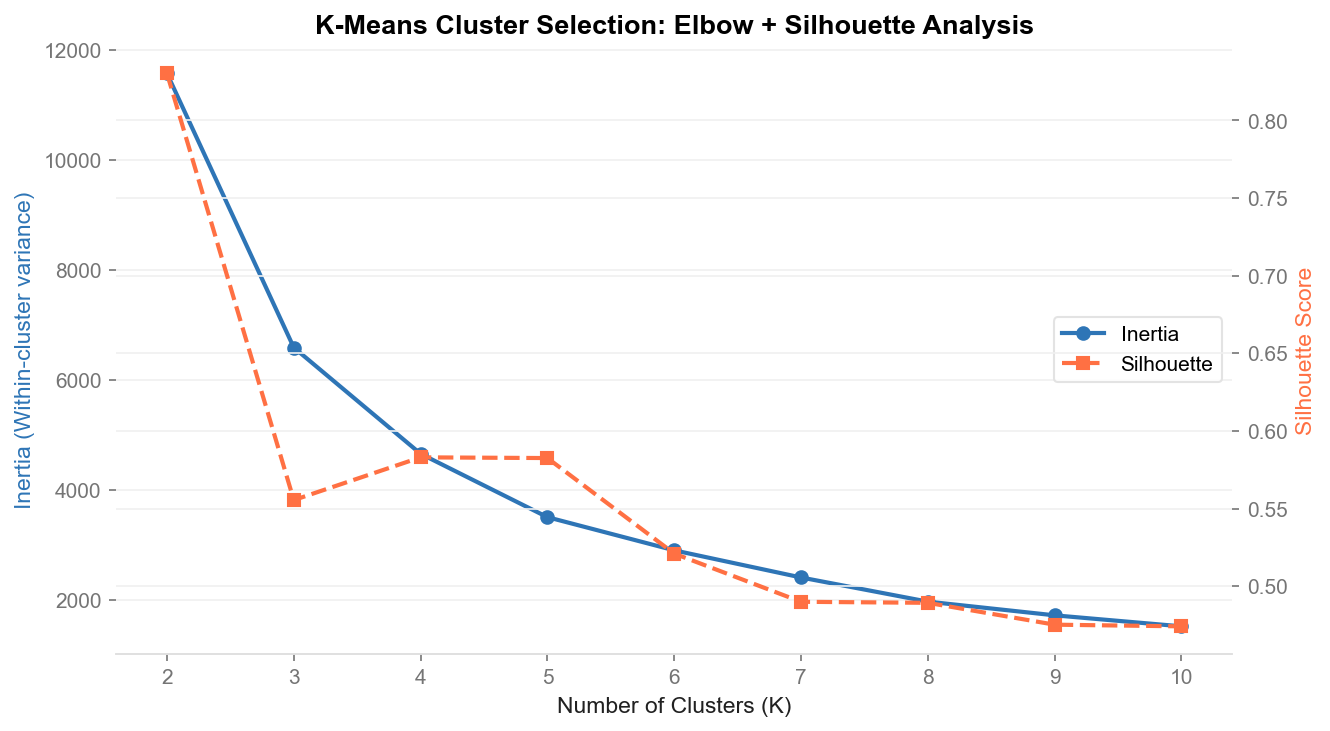 K-Means Cluster Selection: Elbow + Silhouette Analysis
12000
10000
8000
6000
4000
2000
Inertia (Within-cluster variance)
0.80
0.75
0.70
0.65
0.60
0.55
0.50
Silhouette Score
Inertia
Silhouette
2 3 4 5 6 7 8 9 10
Number of Clusters (K)